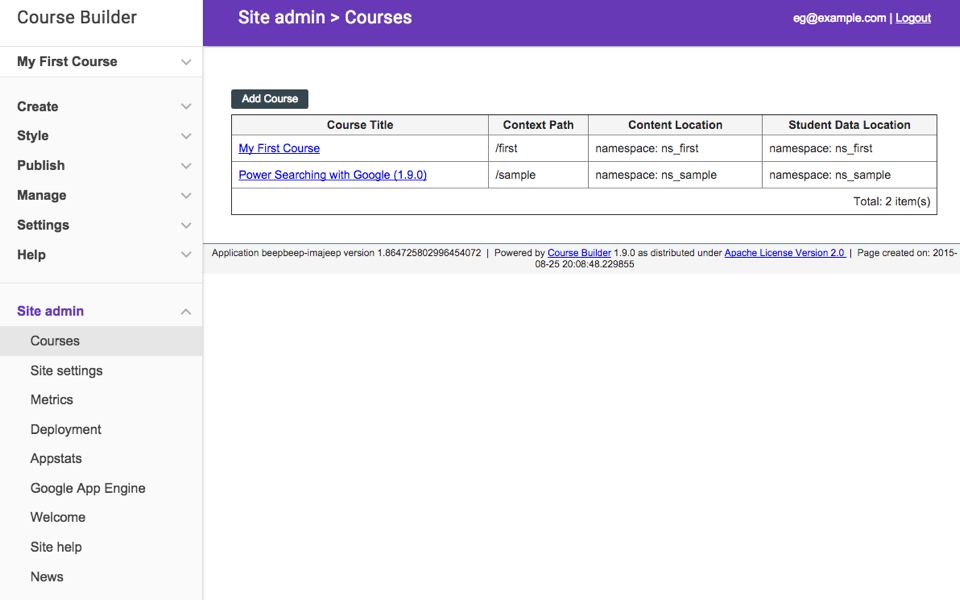 Course Builder
Site admin > Courses
eg@example.com | Logout
My First Course
Create
Style
Publish
Manage
Settings
Help
Site admin
Courses
Site settings
Metrics
Deployment
Appstats
Google App Engine
Welcome
Site help
News
Add Course
Course Title Context Path Content Location Student Data Location
My First Course /first namespace: ns_first namespace: ns_first
Power Searching with Google (1.9.0) /sample namespace: ns_sample namespace: ns_sample
Total: 2 item(s)
Application beepbeep-imajeep version 1.864725802996454072 | Powered by Course Builder 1.9.0 as distributed under Apache License Version 2.0 | Page created on: 2015-
08-25 20:08:48.229855